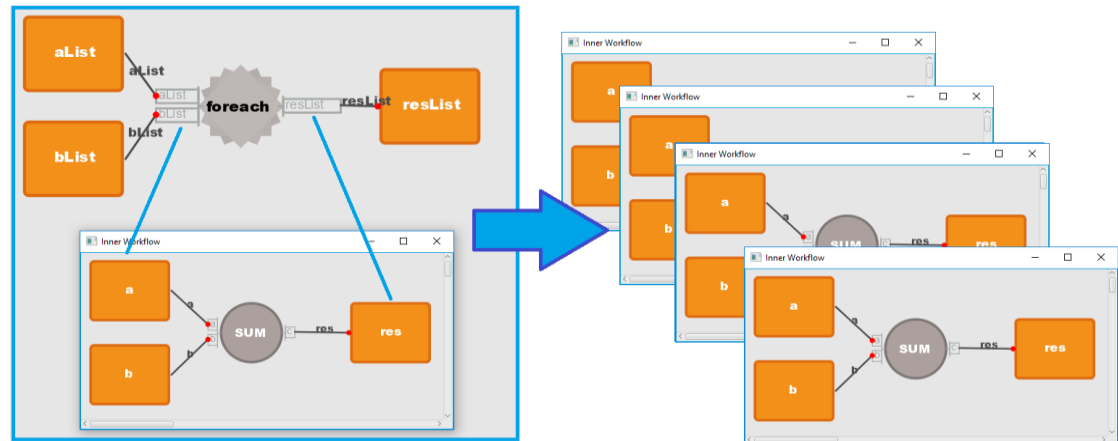 aList
aList
aList
bList
bList
bList
foreach
resList
resList
resList
Inner Workflow
a
a
b
b
SUM
c
res
res
Inner Workflow
a
b
Inner Workflow
a
b
Inner Workflow
a
a
b
SUM
res
res
Inner Workflow
a
a
b
b
SUM
c
res
res